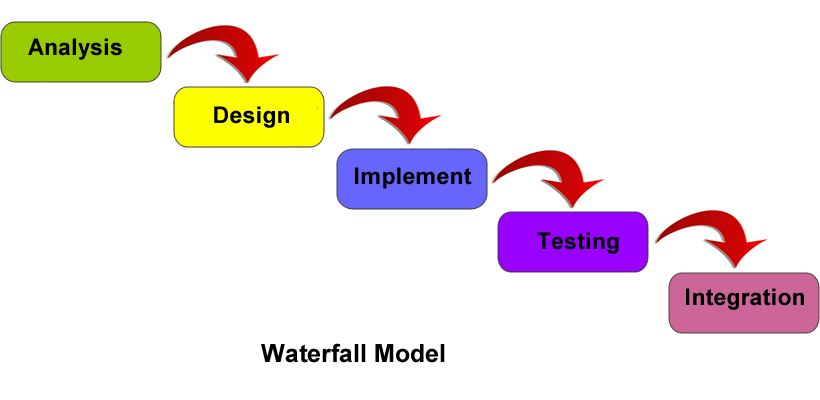 Analysis
Design
Implement
Testing
Integration
Waterfall Model